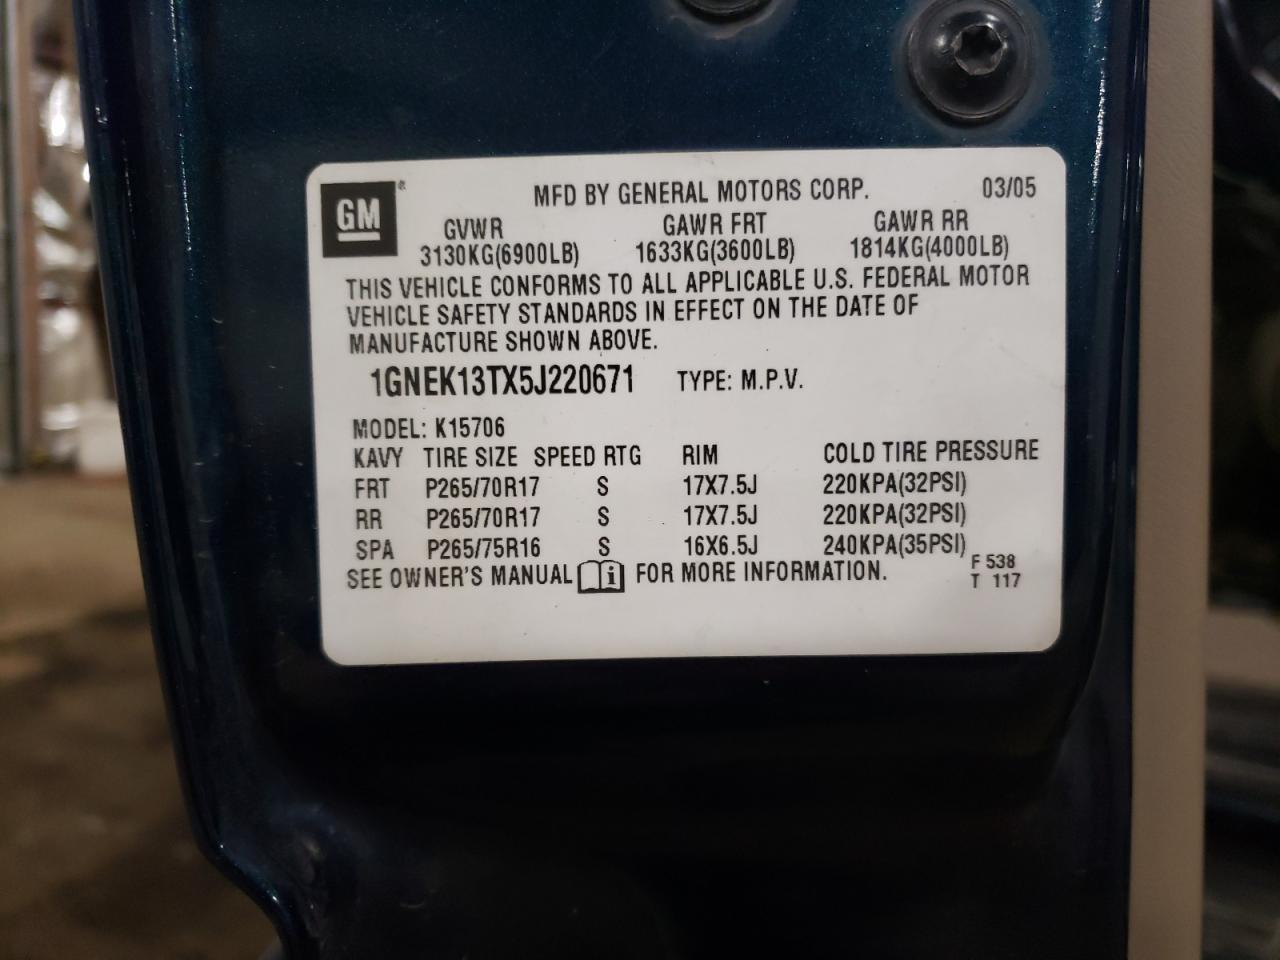 GM ® MFD BY GENERAL MOTORS CORP. 03/05
GVWR GAWR FRT GAWR RR
3130KG(6900LB) 1633KG(3600LB) 1814KG(4000LB)
THIS VEHICLE CONFORMS TO ALL APPLICABLE U.S. FEDERAL MOTOR
VEHICLE SAFETY STANDARDS IN EFFECT ON THE DATE OF
MANUFACTURE SHOWN ABOVE.
1GNEK13TX5J220671 TYPE: M.P.V.
MODEL: K15706
KAVY TIRE SIZE SPEED RTG RIM COLD TIRE PRESSURE
FRT P265/70R17 S 17X7.5J 220KPA(32PSI)
RR P265/70R17 S 17X7.5J 220KPA(32PSI)
SPA P265/75R16 S 16X6.5J 240KPA(35PSI)
SEE OWNER'S MANUAL i FOR MORE INFORMATION. F 538
T 117